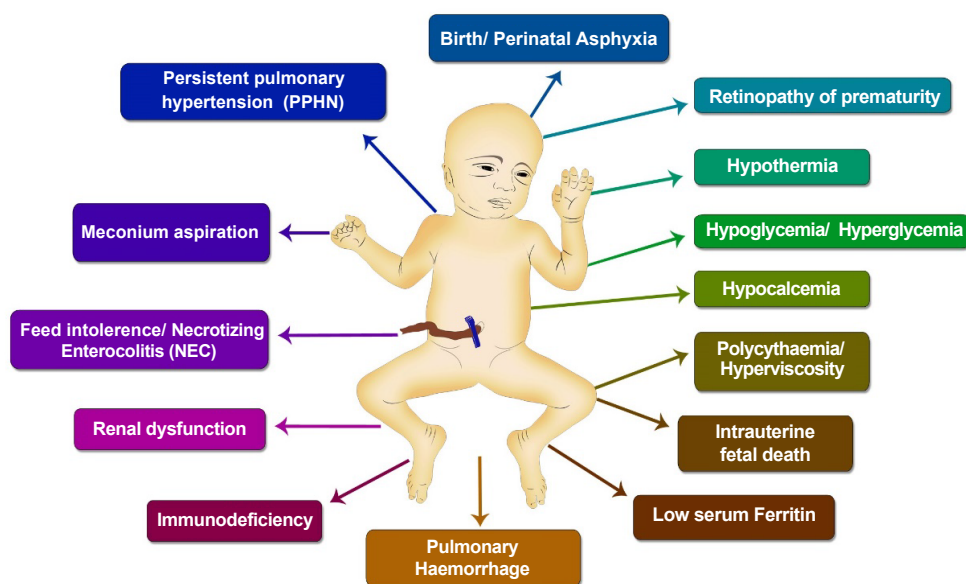 Birth/ Perinatal Asphyxia
Persistent pulmonary
hypertension (PPHN)
Retinopathy of prematurity
Hypothermia
Meconium aspiration
Hypoglycemia/ Hyperglycemia
Hypocalcemia
Feed intolerence/ Necrotizing
Enterocolitis (NEC)
Polycythaemia/
Hyperviscosity
Renal dysfunction
Intrauterine
fetal death
Immunodeficiency
Low serum Ferritin
Pulmonary
Haemorrhage